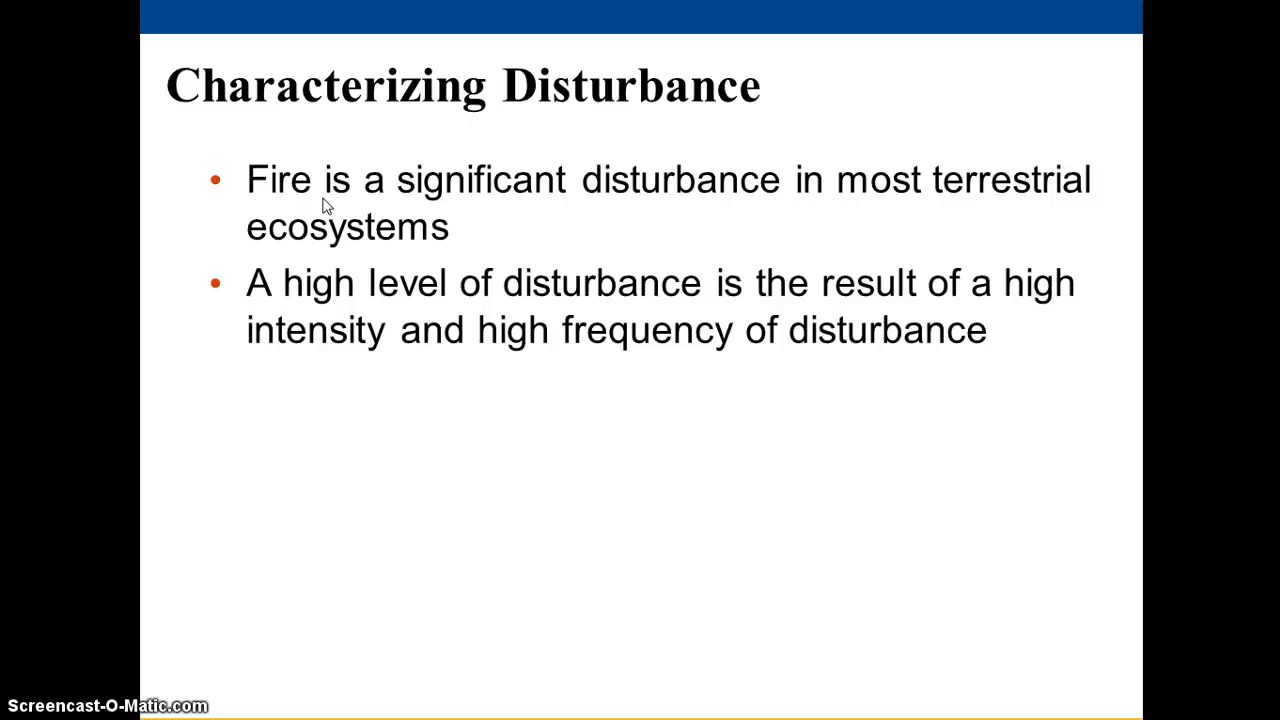 Characterizing Disturbance
• Fire is a significant disturbance in most terrestrial
ecosystems
• A high level of disturbance is the result of a high
intensity and high frequency of disturbance
Screencast-O-Matic.com